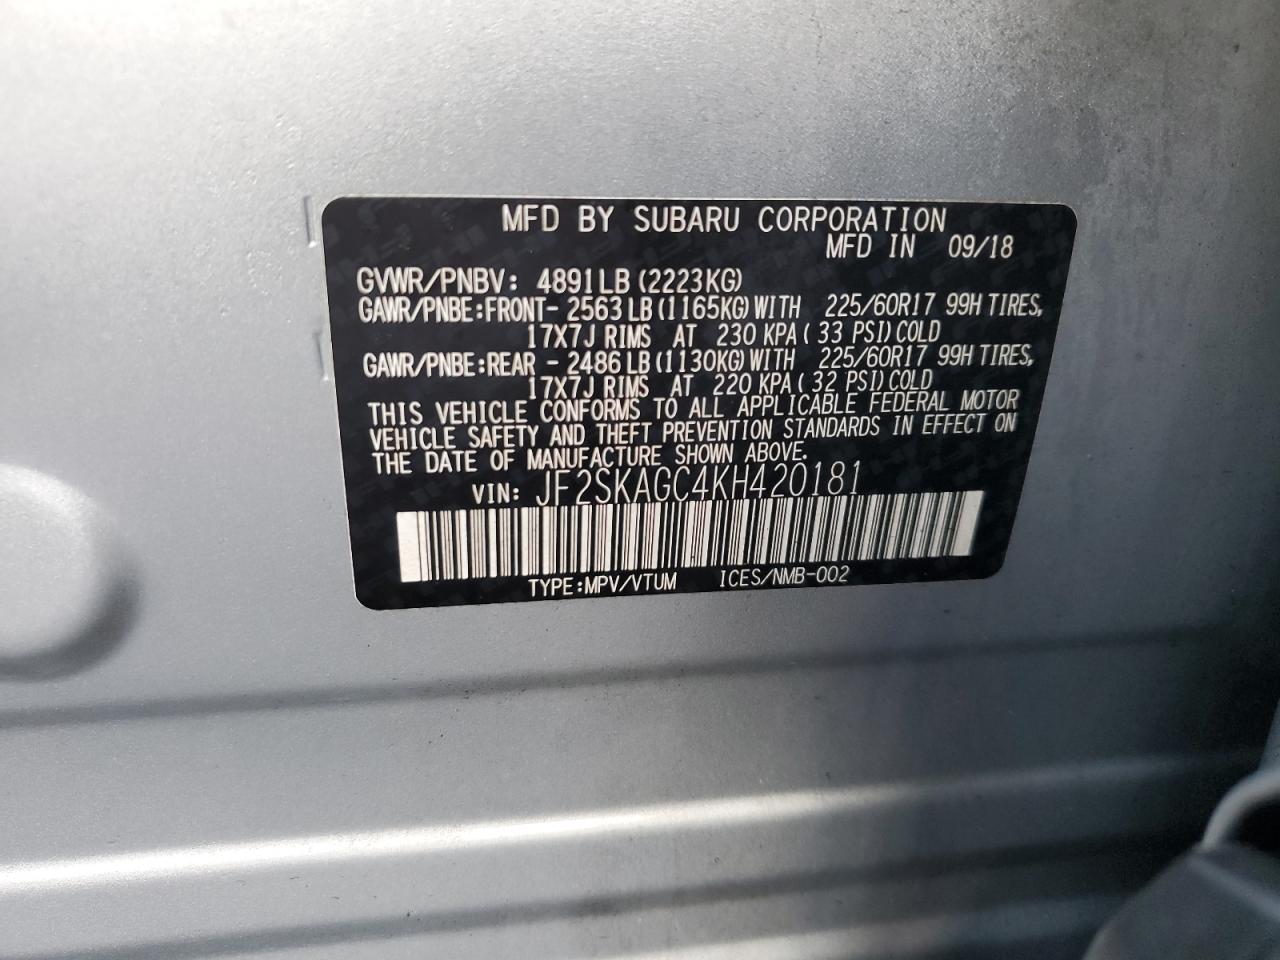 MFD BY SUBARU CORPORATION
MFD IN 09/18
GVWR/PNBV: 4891LB (2223KG)
GAWR/PNBE:FRONT- 2563 LB (1165KG) WITH 225/60R17 99H TIRES,
17X7J RIMS AT 230 KPA ( 33 PSI) COLD
GAWR/PNBE:REAR - 2486 LB (1130KG) WITH 225/60R17 99H TIRES,
17X7J RIMS AT 220 KPA ( 32 PSI) COLD
THIS VEHICLE CONFORMS TO ALL APPLICABLE FEDERAL MOTOR
VEHICLE SAFETY AND THEFT PREVENTION STANDARDS IN EFFECT ON
THE DATE OF MANUFACTURE SHOWN ABOVE.
VIN: JF2SKAGC4KH420181
TYPE:MPV/VTUM ICES/NMB-002